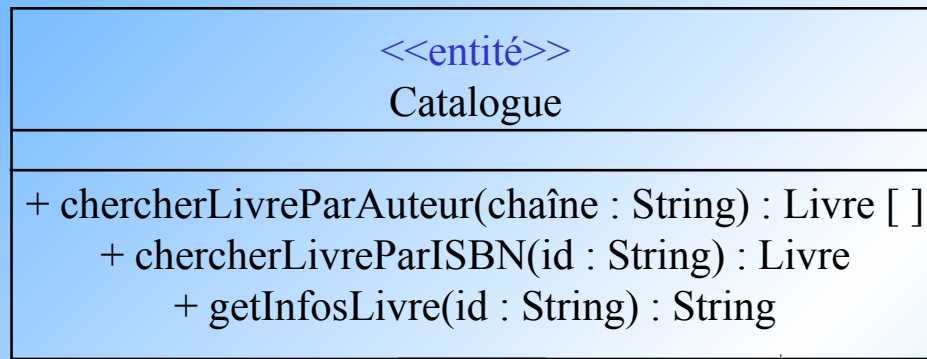 <<entité>>
Catalogue
+ chercherLivreParAuteur(chaîne : String) : Livre [ ]
+ chercherLivreParISBN(id : String) : Livre
+ getInfosLivre(id : String) : String